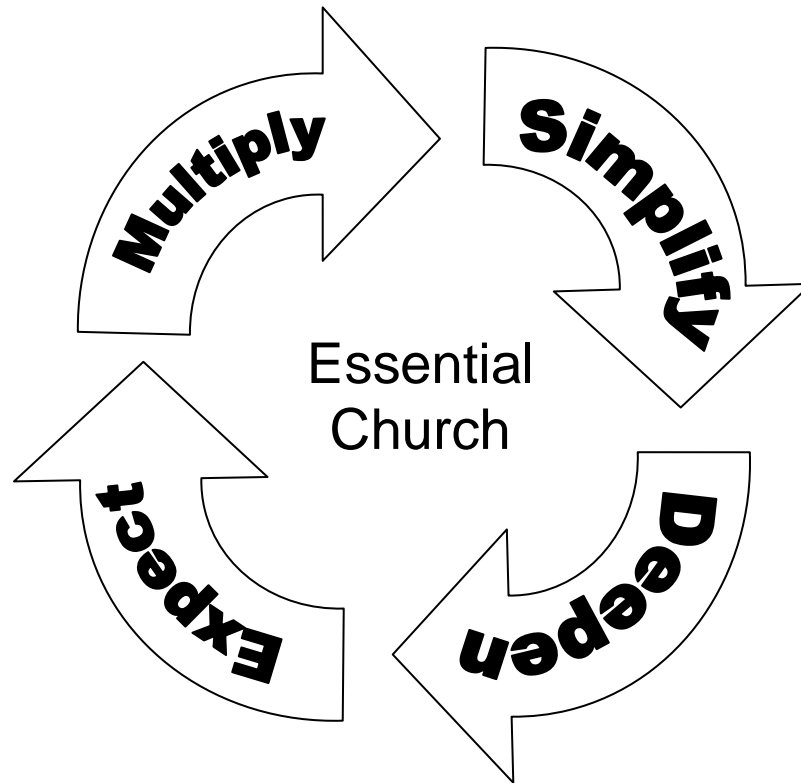 Multiply
Simplify
Essential
Church
Deepen
Expect